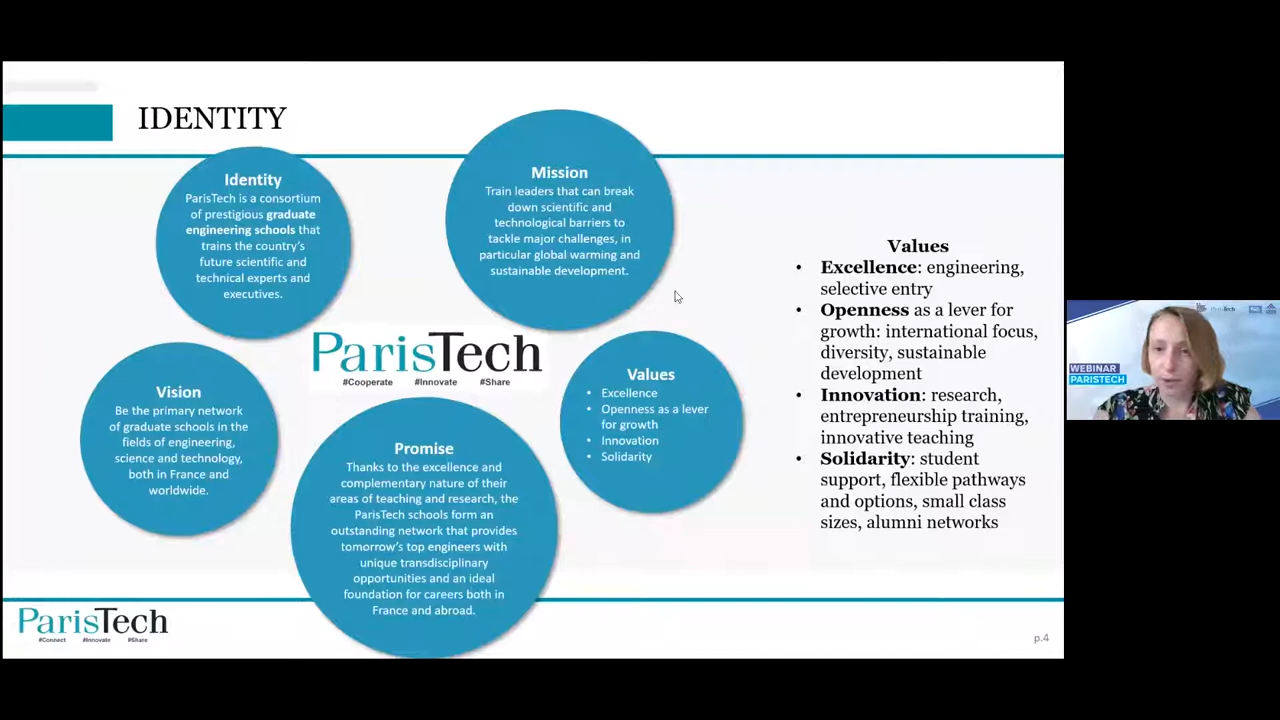 IDENTITY
Identity
ParisTech is a consortium
of prestigious graduate
engineering schools that
trains the country's
future scientific and
technical experts and
executives.
Mission
Train leaders that can break
down scientific and
technological barriers to
tackle major challenges, in
particular global warming and
sustainable development.
ParisTech
#Cooperate #Innovate #Share
Vision
Be the primary network
of graduate schools in the
fields of engineering,
science and technology,
both in France and
worldwide.
Promise
Thanks to the excellence and
complementary nature of their
areas of teaching and research, the
ParisTech schools form an
outstanding network that provides
tomorrow's top engineers with
unique transdisciplinary
opportunities and an ideal
foundation for careers both in
France and abroad.
Values
• Excellence
• Openness as a lever
for growth
• Innovation
• Solidarity
Values
• Excellence: engineering,
selective entry
• Openness as a lever for
growth: international focus,
diversity, sustainable
development
• Innovation: research,
entrepreneurship training,
innovative teaching
• Solidarity: student
support, flexible pathways
and options, small class
sizes, alumni networks
ParisTech
#Connect #Innovate #Share
p.4
ParisTech
WEBINAR
PARISTECH